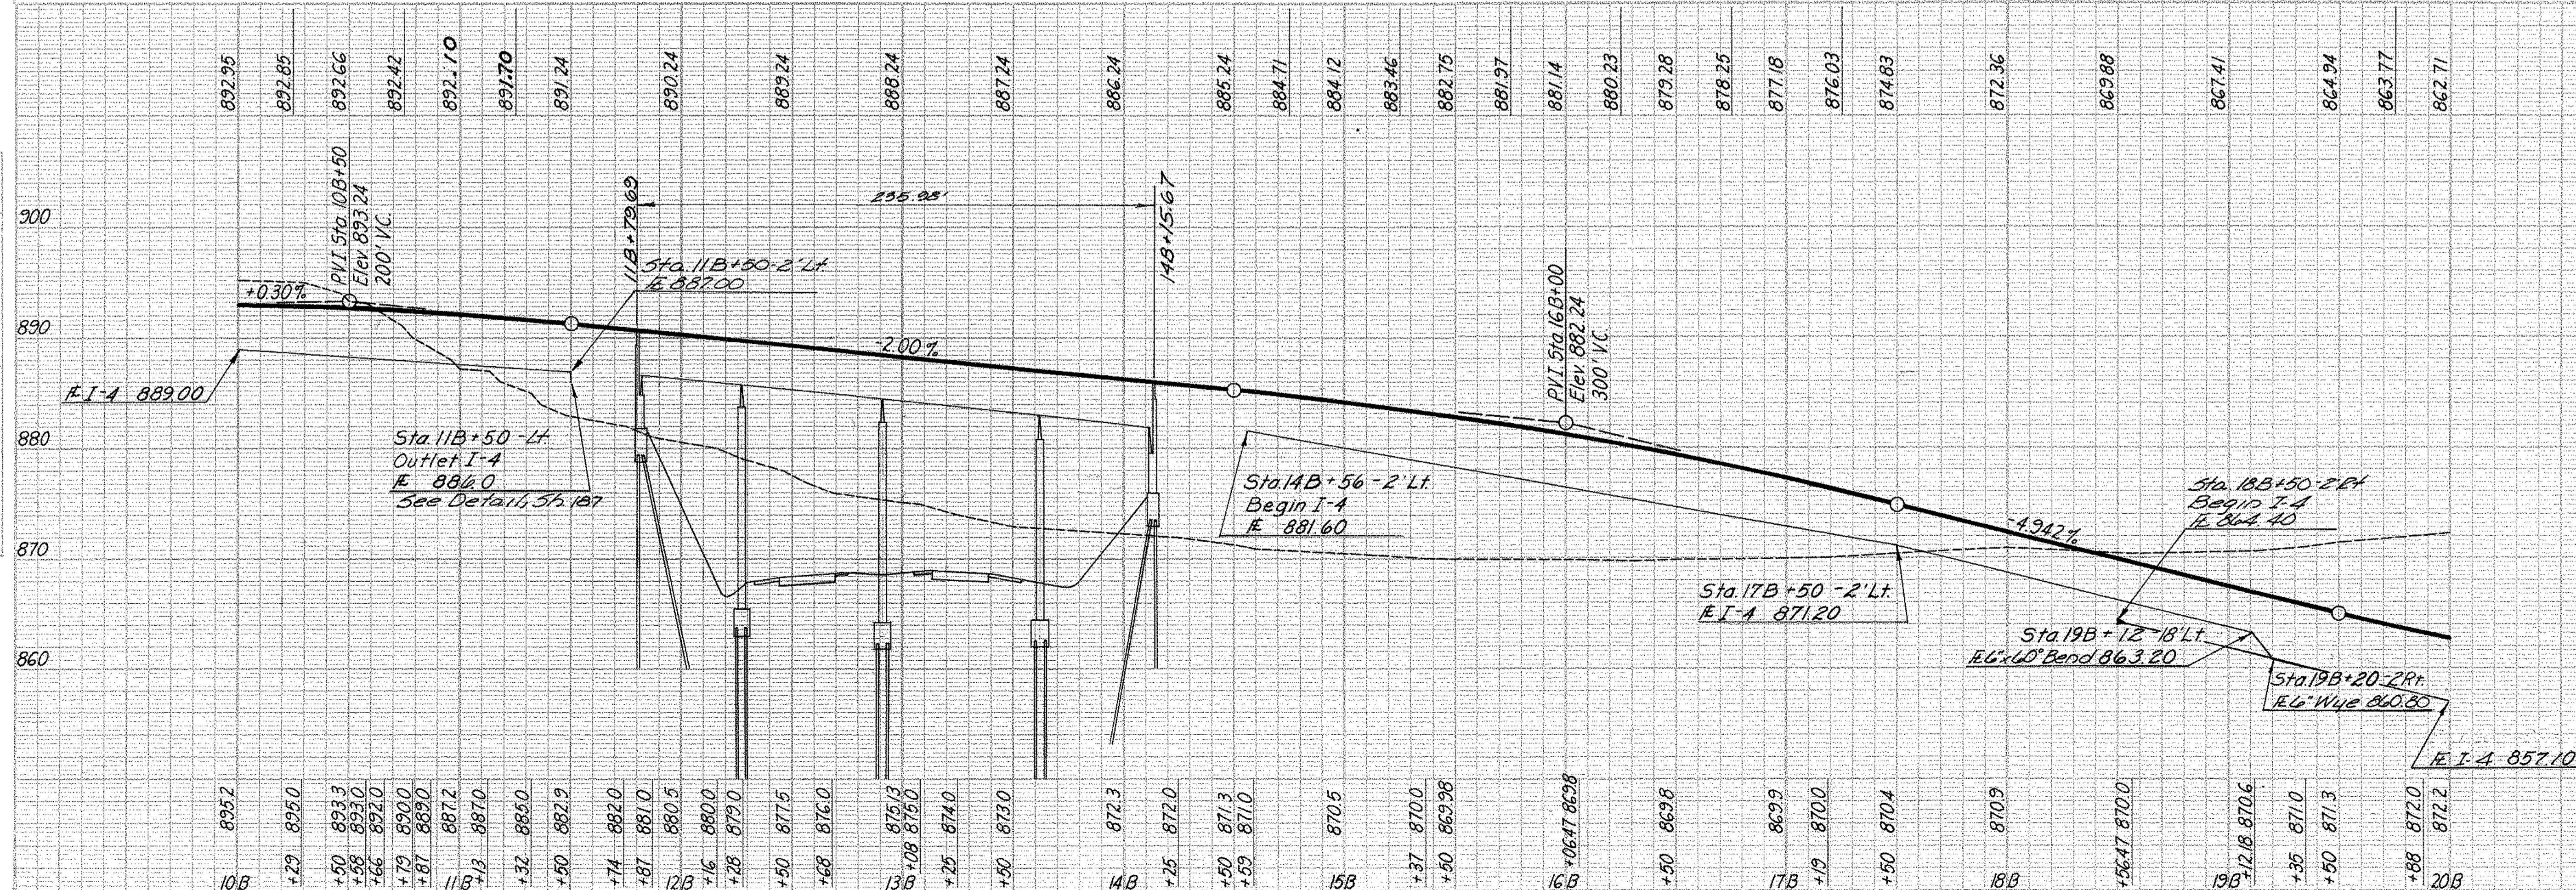 892.95
892.85
892.66
892.42
892.10
891.70
891.24
890.24
889.24
888.24
887.24
886.24
885.24
884.71
884.12
883.46
882.75
881.97
881.14
880.23
879.28
878.25
877.18
876.03
874.83
872.36
869.88
867.41
864.94
863.77
862.71
900
890
880
870
860
PVI Sta. 10B+50
Elev 893.24
200' V.C.
+0.30%
11B+79.69
235.98'
14B+15.67
Sta. 11B+50-2' Lt.
FL 887.00
-2.00%
FL I-4 889.00
Sta. 11B+50 - Lt.
Outlet I-4
FL 886.0
See Detail, Sh. 187
PVI Sta. 16B+00
Elev. 882.24
300' V.C.
Sta. 14B+56 - 2' Lt.
Begin I-4
FL 881.60
Sta. 17B+50 - 2' Lt.
FL I-4 871.20
-4.942%
Sta. 18B+50-2' Rt
Begin I-4
FL 864.40
Sta 19B+12 - 18' Lt.
FL 6"x60° Bend 863.20
Sta 19B+20-2 Rt.
FL 6" Wye 860.80
FL I-4 857.10
895.2
895.0
893.3
893.0
892.0
890.0
889.0
887.2
887.0
885.0
882.9
882.0
881.0
880.5
880.0
879.0
877.5
876.0
875.13
875.0
874.0
873.0
872.3
872.0
871.3
871.0
870.5
870.0
869.98
869.8
869.8
869.9
870.0
870.4
870.9
870.0
870.6
871.0
871.3
872.0
872.2
10B
+29
+50
+58
+66
+79
+87
11B
+13
+32
+50
+74
+87
12B
+16
+28
+50
+68
13B
+08
+25
+50
14B
+25
+50
+59
15B
+37
+50
+06.47
16B
+50
17B
+19
+50
18B
+56.47
19B
+12.18
+35
+50
+88
20B